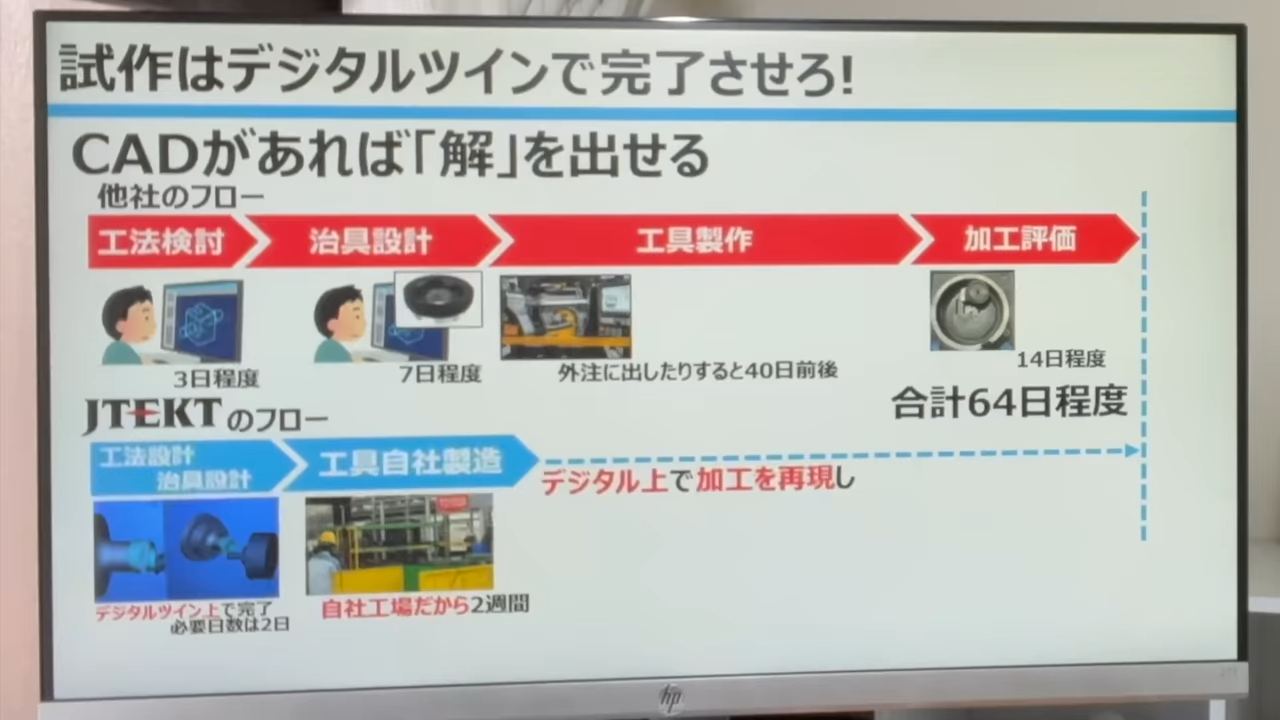 試作はデジタルツインで完了させろ!
CADがあれば「解」を出せる
他社のフロー
工法検討
治具設計
工具製作
加工評価
3日程度
7日程度
外注に出したりすると40日前後
14日程度
合計64日程度
JTEKTのフロー
工法設計
治具設計
工具自社製造
デジタル上で加工を再現し
デジタルツイン上で完了
必要日数は2日
自社工場だから2週間
hp